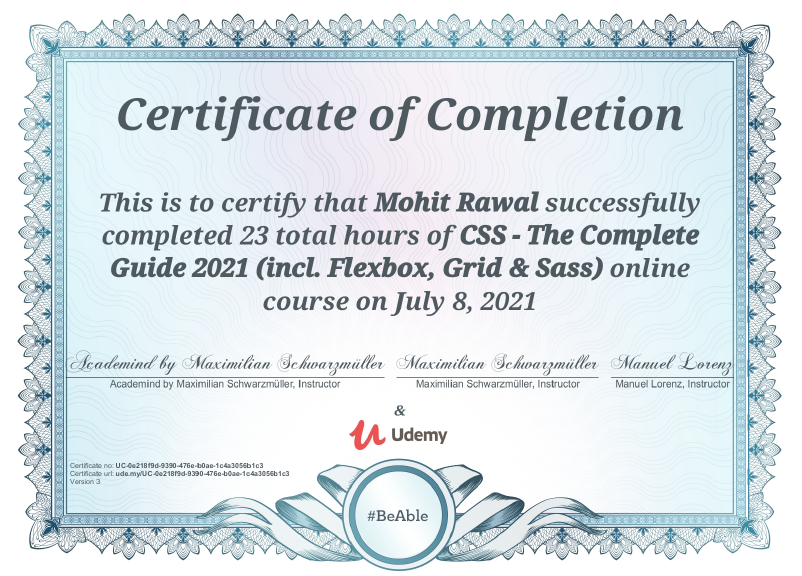 Certificate of Completion
This is to certify that Mohit Rawal successfully
completed 23 total hours of CSS - The Complete
Guide 2021 (incl. Flexbox, Grid & Sass) online
course on July 8, 2021
Academind by Maximilian Schwarzmüller Maximilian Schwarzmüller Manuel Lorenz
Academind by Maximilian Schwarzmüller, Instructor Maximilian Schwarzmüller, Instructor Manuel Lorenz, Instructor
&
Udemy
Certificate no: UC-0e218f9d-9390-476e-b0ae-1c4a3056b1c3
Certificate url: ude.my/UC-0e218f9d-9390-476e-b0ae-1c4a3056b1c3
Version 3
#BeAble